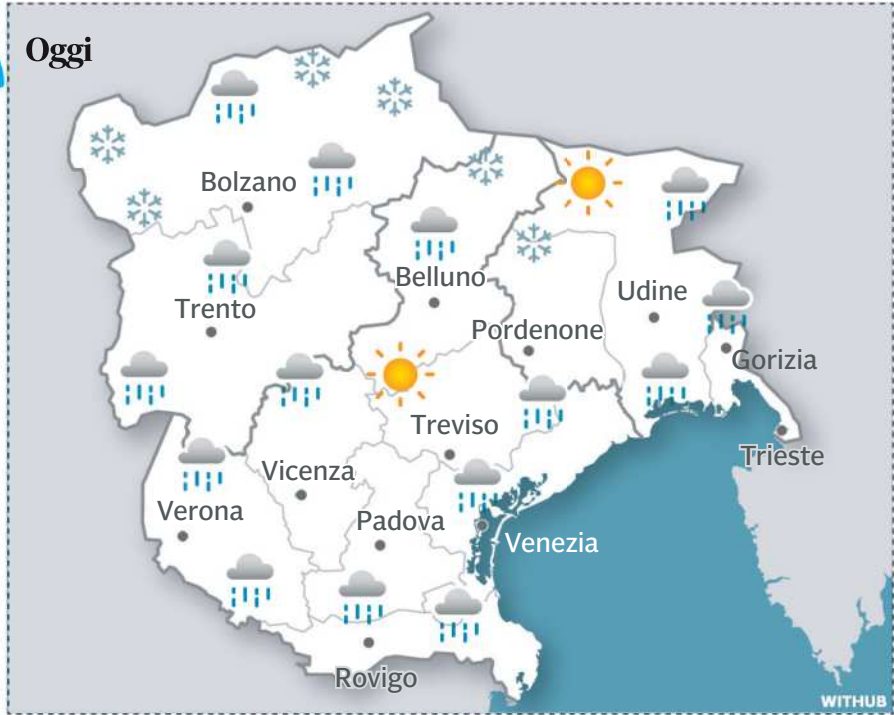 Oggi
Bolzano
Trento
Belluno
Udine
Pordenone
Gorizia
Treviso
Trieste
Vicenza
Verona
Padova
Venezia
Rovigo
WITHUB